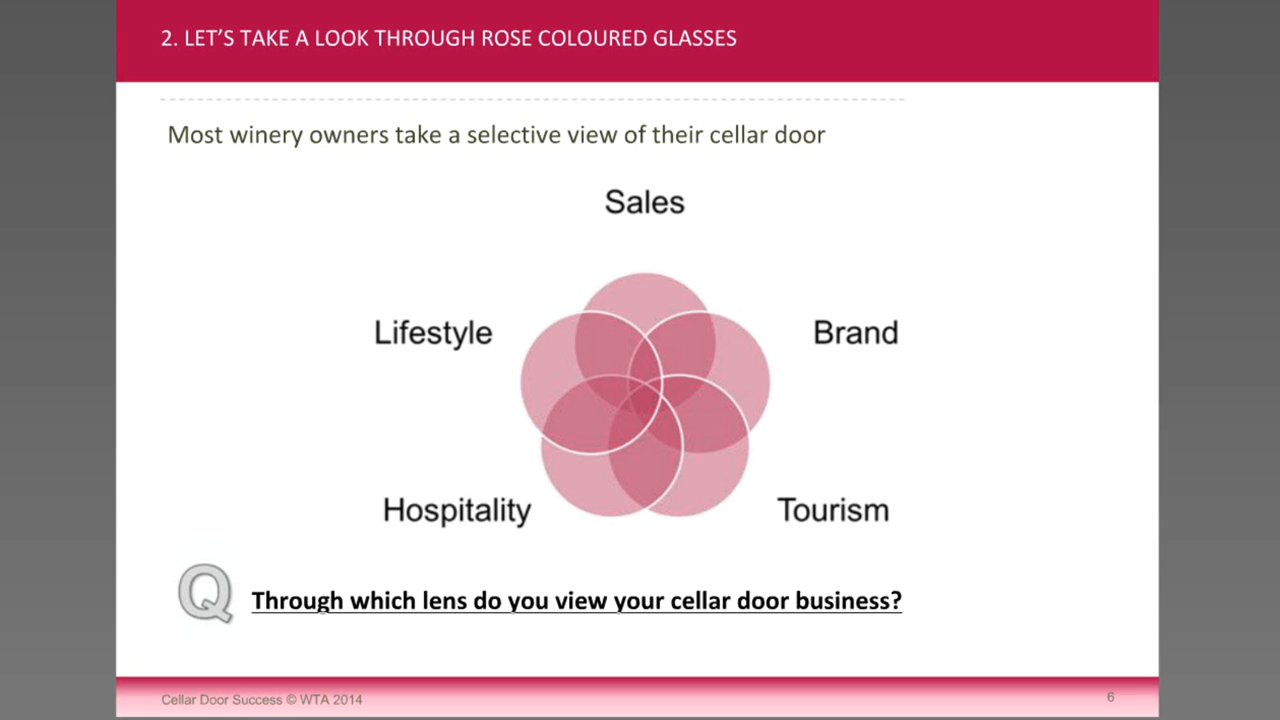 2. LET’S TAKE A LOOK THROUGH ROSE COLOURED GLASSES
Most winery owners take a selective view of their cellar door
Sales
Lifestyle
Brand
Hospitality
Tourism
Q
Through which lens do you view your cellar door business?
Cellar Door Success © WTA 2014
6